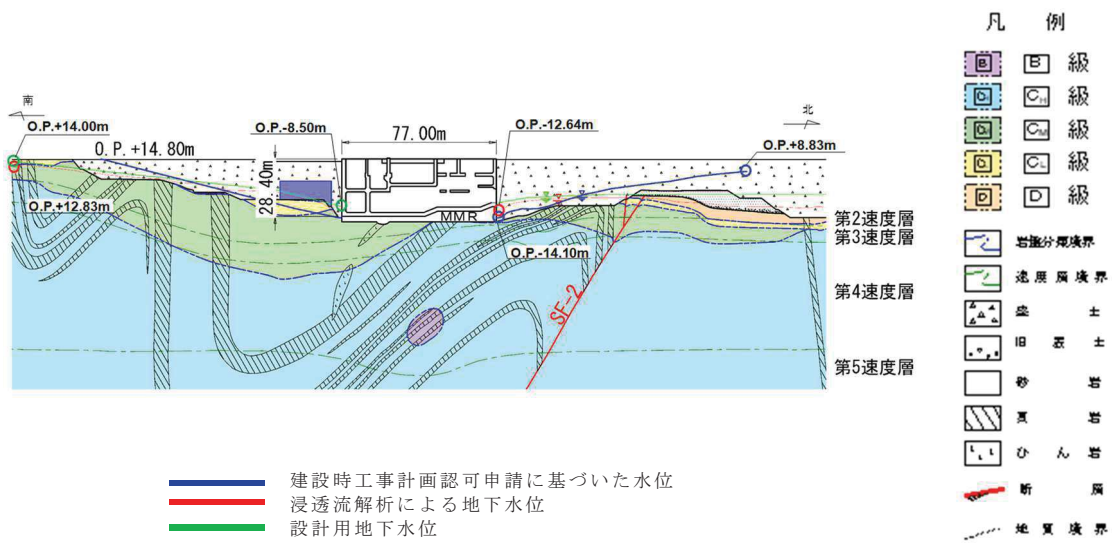 南
O.P.+14.00m
O.P. +14.80m
O.P.-8.50m
77.00m
O.P.-12.64m
北
O.P.+8.83m
28.40m
O.P.+12.83m
MMR
O.P.-14.10m
SF-2
第2速度層
第3速度層
第4速度層
第5速度層
凡 例
B B 級
CH CH 級
CM CM 級
CL CL 級
D D 級
岩盤分類境界
速度層境界
盛 土
旧 表 土
砂 岩
頁 岩
ひ ん 岩
断 層
地質境界
建設時工事計画認可申請に基づいた水位
浸透流解析による地下水位
設計用地下水位